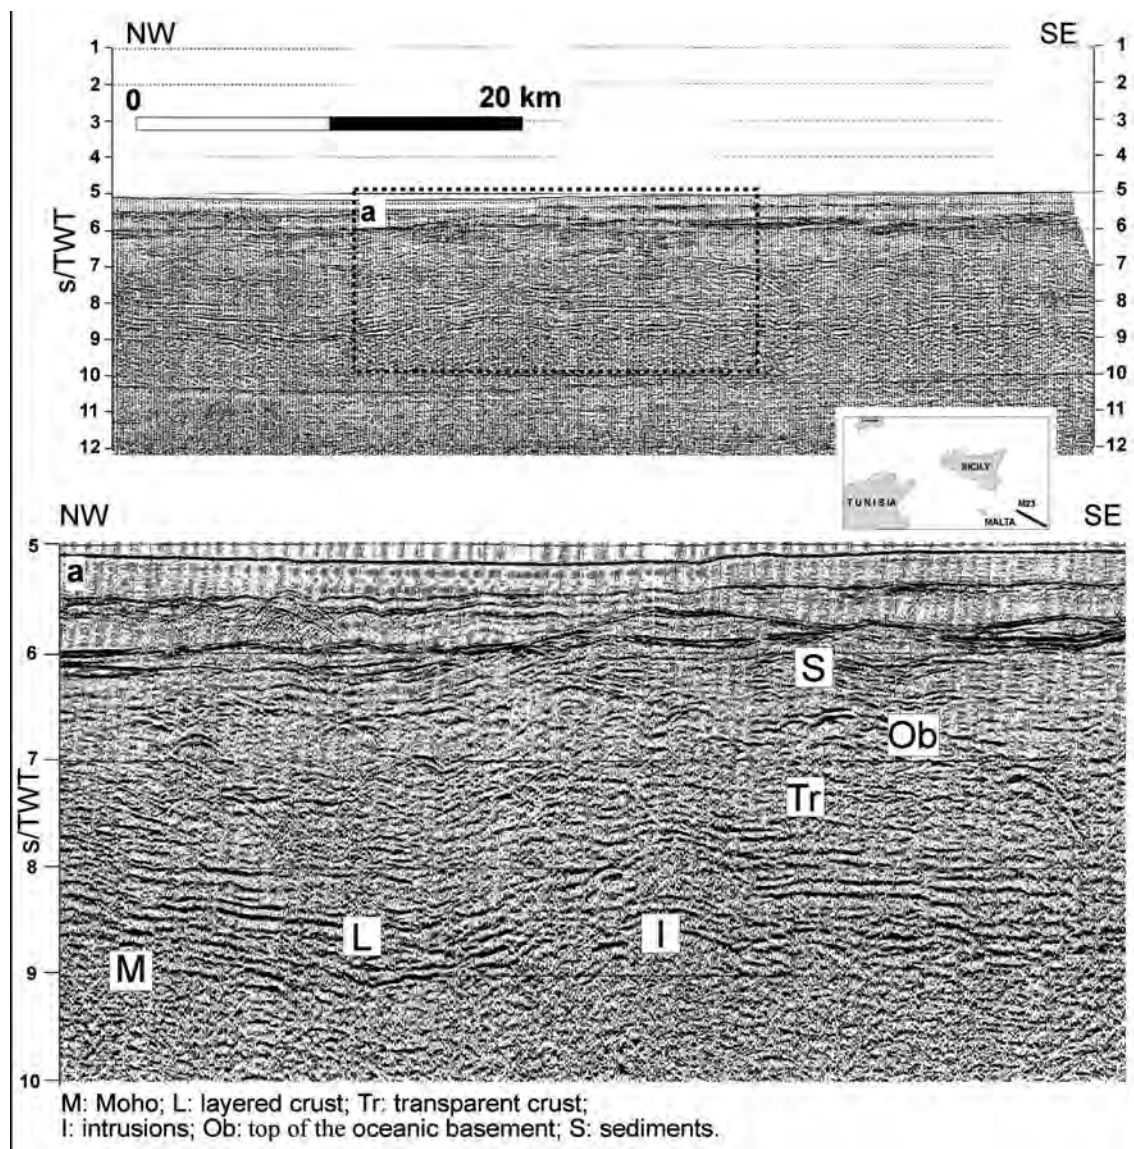 NW SE
1 1
0 20 km
2 2
3 3
4 4
5 5
a
6 6
7 7
8 8
9 9
10 10
11 11
12 12
s/TWT
SICILY
TUNISIA
MALTA
M23
NW SE
5
a
6
S
Ob
7
Tr
8
L I
M
9
10
s/TWT
M: Moho; L: layered crust; Tr: transparent crust;
I: intrusions; Ob: top of the oceanic basement; S: sediments.